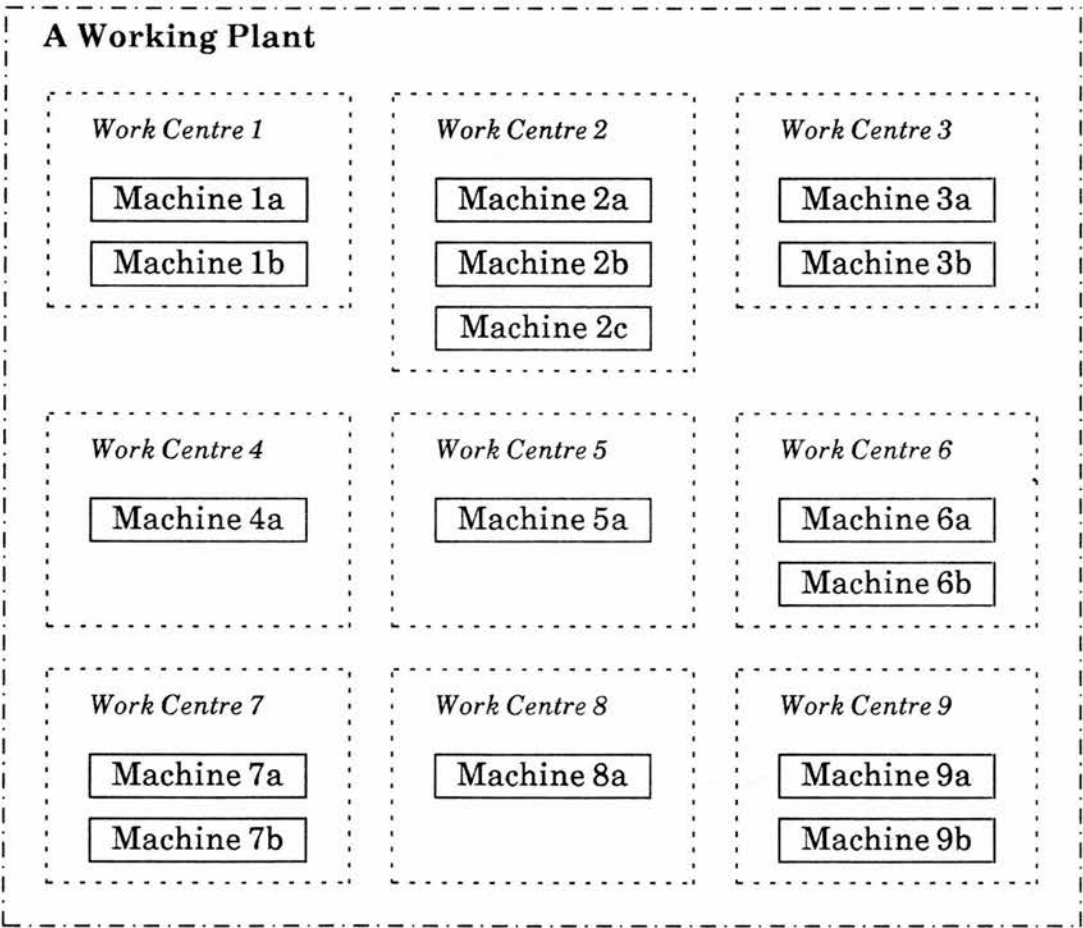 A Working Plant
Work Centre 1
Machine 1a
Machine 1b
Work Centre 2
Machine 2a
Machine 2b
Machine 2c
Work Centre 3
Machine 3a
Machine 3b
Work Centre 4
Machine 4a
Work Centre 5
Machine 5a
Work Centre 6
Machine 6a
Machine 6b
Work Centre 7
Machine 7a
Machine 7b
Work Centre 8
Machine 8a
Work Centre 9
Machine 9a
Machine 9b